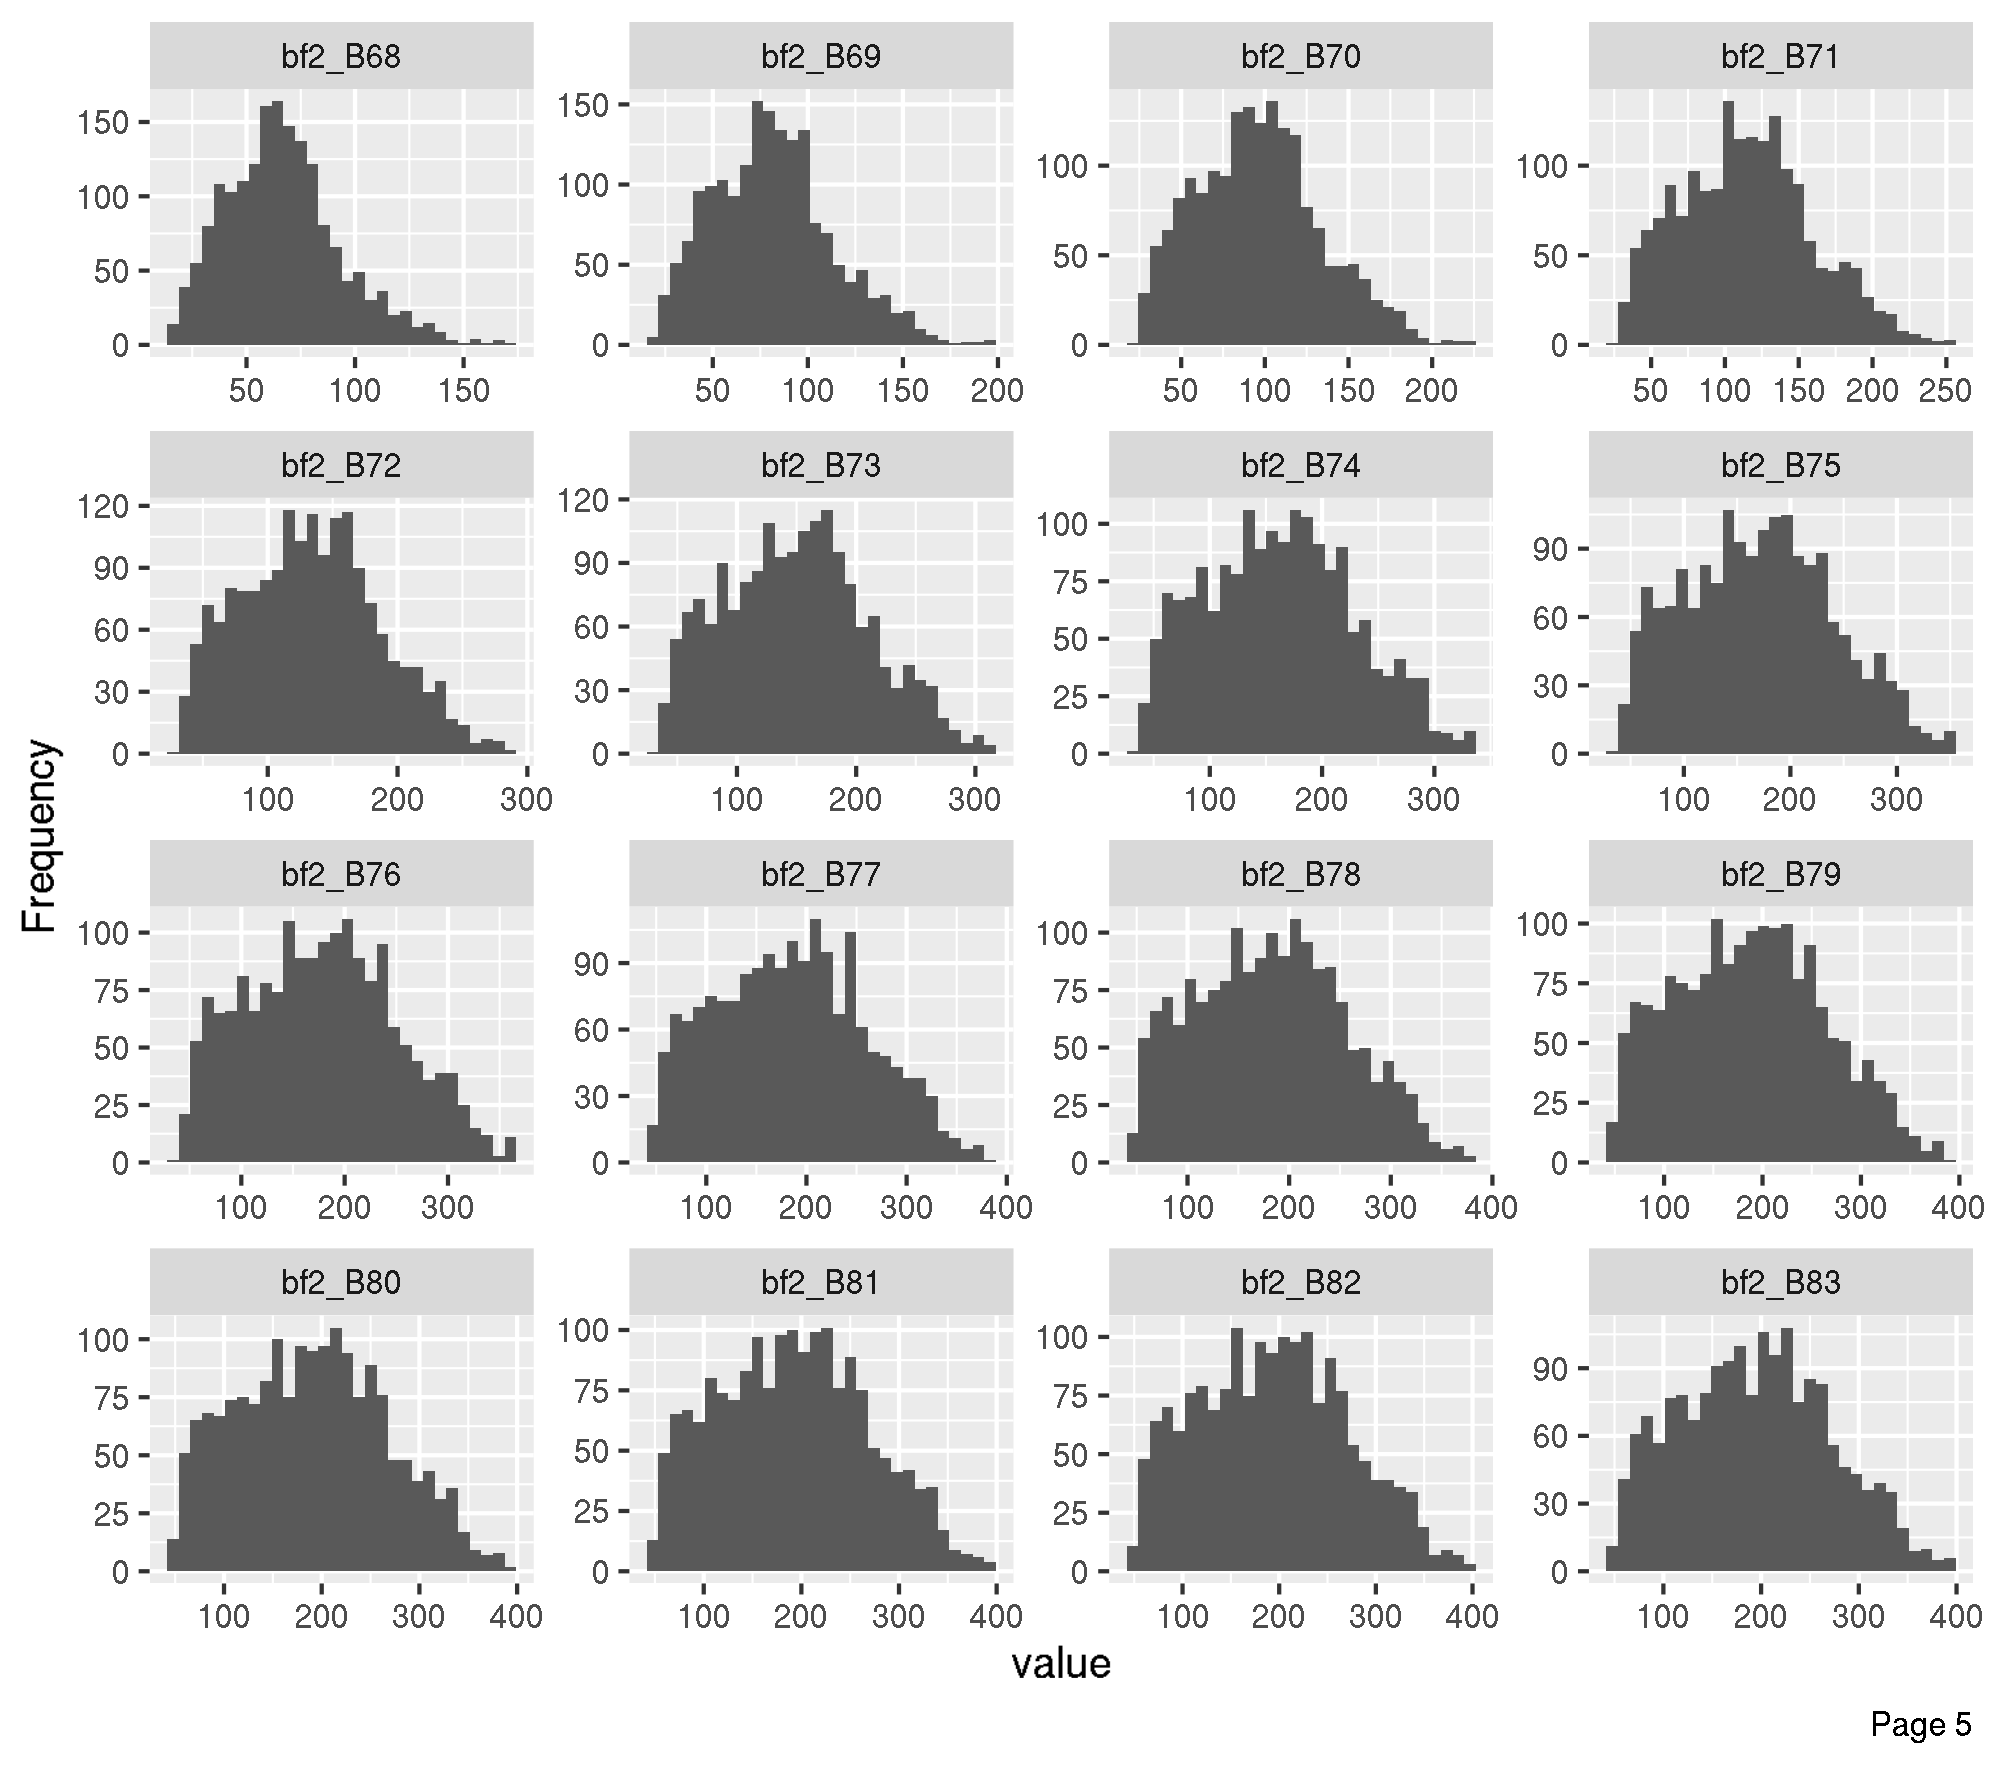 bf2_B68 bf2_B69 bf2_B70 bf2_B71
150 150
100 100 100 100
50 50 50 50
0 0 0 0
50 100 150 50 100 150 200 50 100 150 200 50 100 150 200 250
bf2_B72 bf2_B73 bf2_B74 bf2_B75
120 120 100
90 90 75 90
60 60 50 60
30 30 25 30
0 0 0 0
100 200 300 100 200 300 100 200 300 100 200 300
Frequency
bf2_B76 bf2_B77 bf2_B78 bf2_B79
100 100 100
75 90 75 75
50 60 50 50
25 30 25 25
0 0 0 0
100 200 300 100 200 300 400 100 200 300 400 100 200 300 400
bf2_B80 bf2_B81 bf2_B82 bf2_B83
100 100 100 90
75 75 75 60
50 50 50 30
25 25 25
0 0 0 0
100 200 300 400 100 200 300 400 100 200 300 400 100 200 300 400
value
Page 5